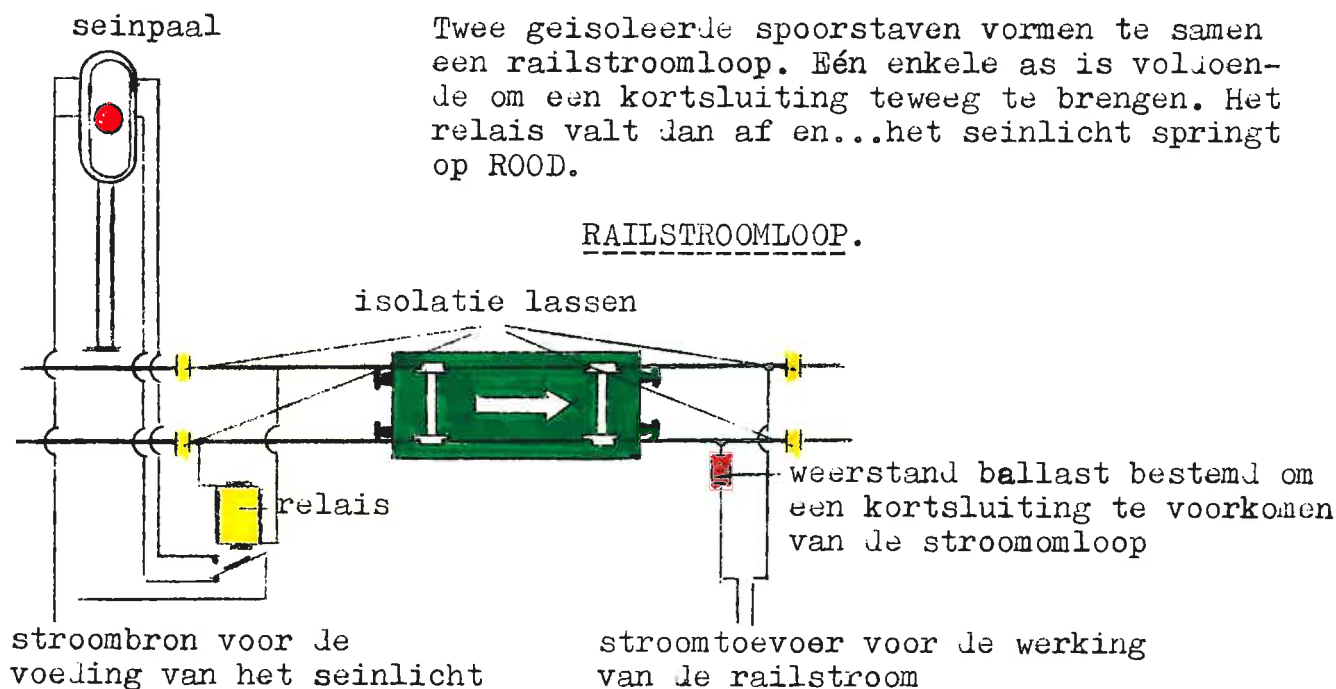 seinpaal
Twee geisoleerde spoorstaven vormen te samen
een railstroomloop. Eén enkele as is voldoen-
de om een kortsluiting teweeg te brengen. Het
relais valt dan af en...het seinlicht springt
op ROOD.
RAILSTROOMLOOP.
isolatie lassen
relais
weerstand ballast bestemd om
een kortsluiting te voorkomen
van de stroomomloop
stroombron voor de
voeding van het seinlicht
stroomtoevoer voor de werking
van de railstroom